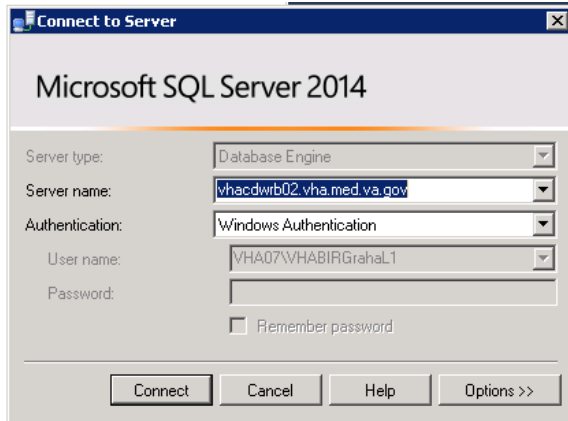 Connect to Server
Microsoft SQL Server 2014
Server type: Database Engine
Server name: vhacdwrb02.vha.med.va.gov
Authentication: Windows Authentication
User name: VHA07\VHABIRGrahaL1
Password:
Remember password
Connect Cancel Help Options >>